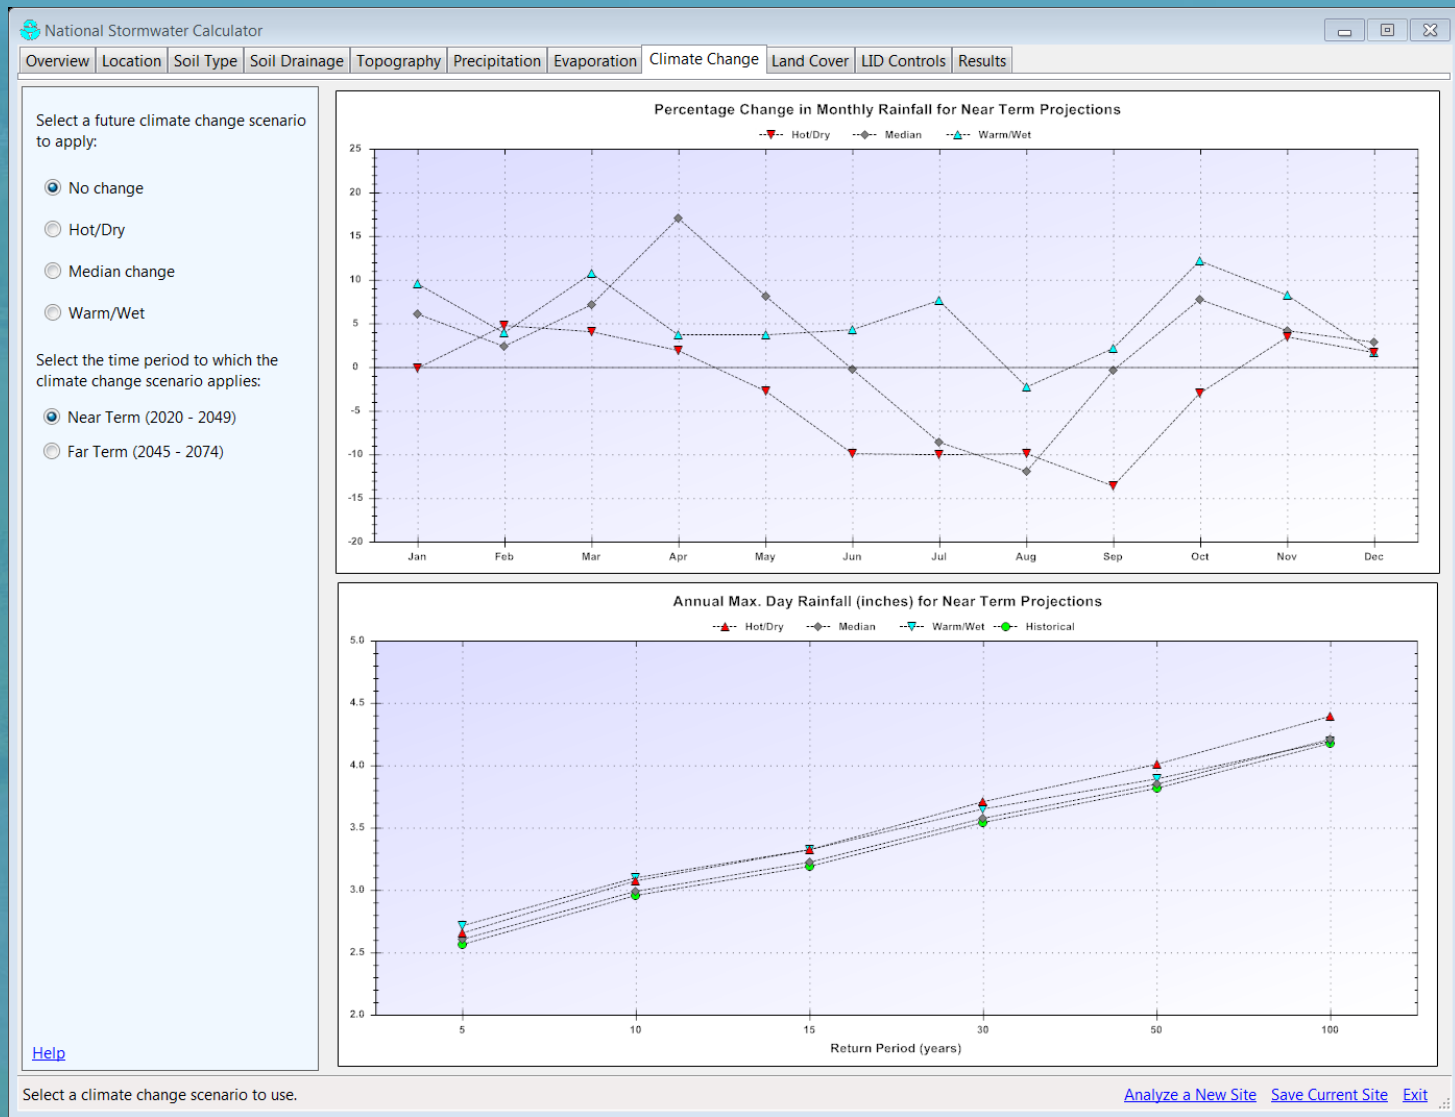 National Stormwater Calculator
Overview Location Soil Type Soil Drainage Topography Precipitation Evaporation Climate Change Land Cover LID Controls Results
Select a future climate change scenario
to apply:
No change
Hot/Dry
Median change
Warm/Wet
Select the time period to which the
climate change scenario applies:
Near Term (2020 - 2049)
Far Term (2045 - 2074)
Help
Percentage Change in Monthly Rainfall for Near Term Projections
Hot/Dry Median Warm/Wet
25
20
15
10
5
0
-5
-10
-15
-20
Jan Feb Mar Apr May Jun Jul Aug Sep Oct Nov Dec
Annual Max. Day Rainfall (inches) for Near Term Projections
Hot/Dry Median Warm/Wet Historical
5.0
4.5
4.0
3.5
3.0
2.5
2.0
5 10 15 30 50 100
Return Period (years)
Select a climate change scenario to use.
Analyze a New Site Save Current Site Exit